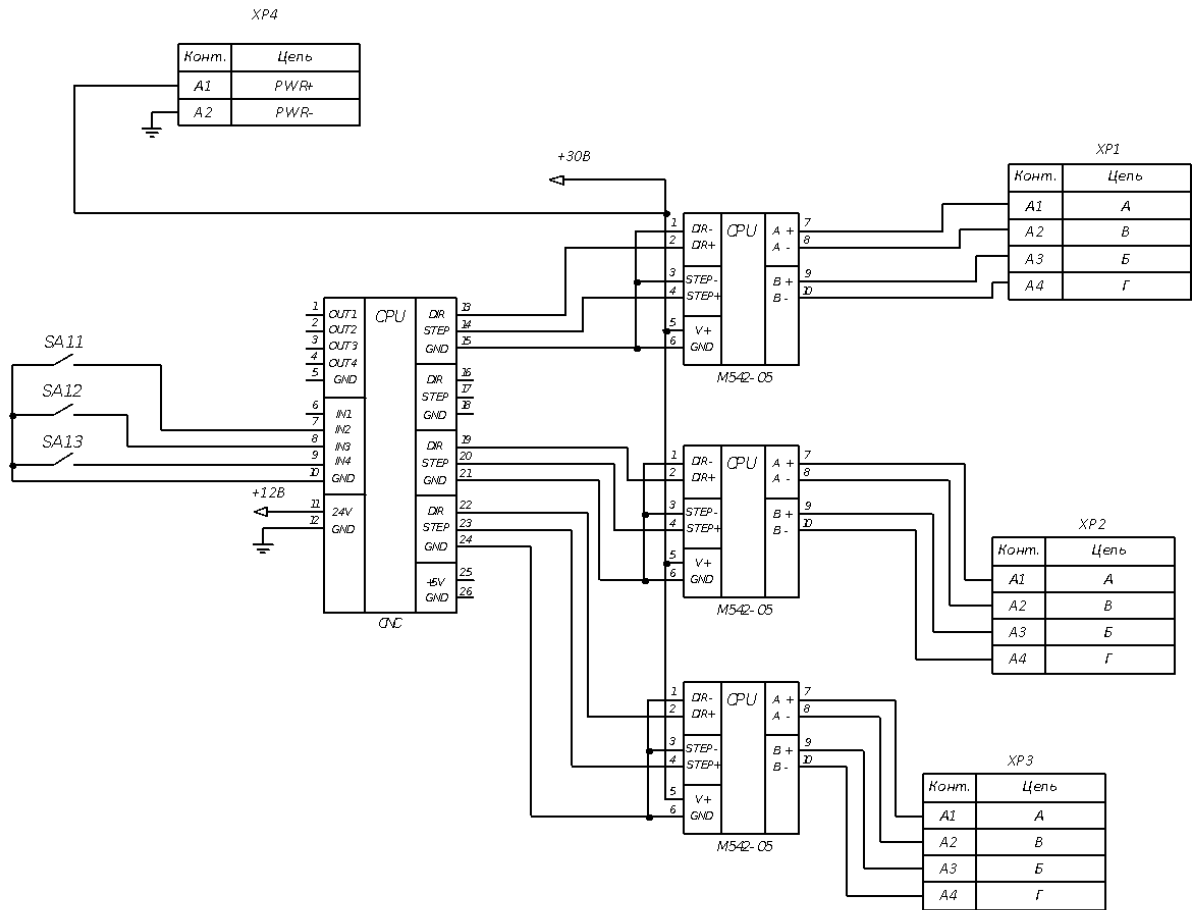 XP4
Конт. Цепь
A1 PWR+
A2 PWR-
+30В
XP1
Конт. Цепь
A1 А
A2 В
A3 Б
A4 Г
1 DIR- CPU A + 7
2 DIR+ A - 8
3 STEP- B + 9
4 STEP+ B - 10
5 V+
6 GND
M542-05
SA11
SA12
SA13
+12В
1 OUT1 CPU DIR 13
2 OUT2 STEP 14
3 OUT3 GND 15
4 OUT4 DIR 16
5 GND STEP 17
GND 18
6 IN1
7 IN2 DIR 19
8 IN3 STEP 20
9 IN4 GND 21
10 GND
11 24V DIR 22
12 GND STEP 23
GND 24
+5V 25
GND 26
CNC
1 DIR- CPU A + 7
2 DIR+ A - 8
3 STEP- B + 9
4 STEP+ B - 10
5 V+
6 GND
M542-05
XP2
Конт. Цепь
A1 А
A2 В
A3 Б
A4 Г
1 DIR- CPU A + 7
2 DIR+ A - 8
3 STEP- B + 9
4 STEP+ B - 10
5 V+
6 GND
M542-05
XP3
Конт. Цепь
A1 А
A2 В
A3 Б
A4 Г